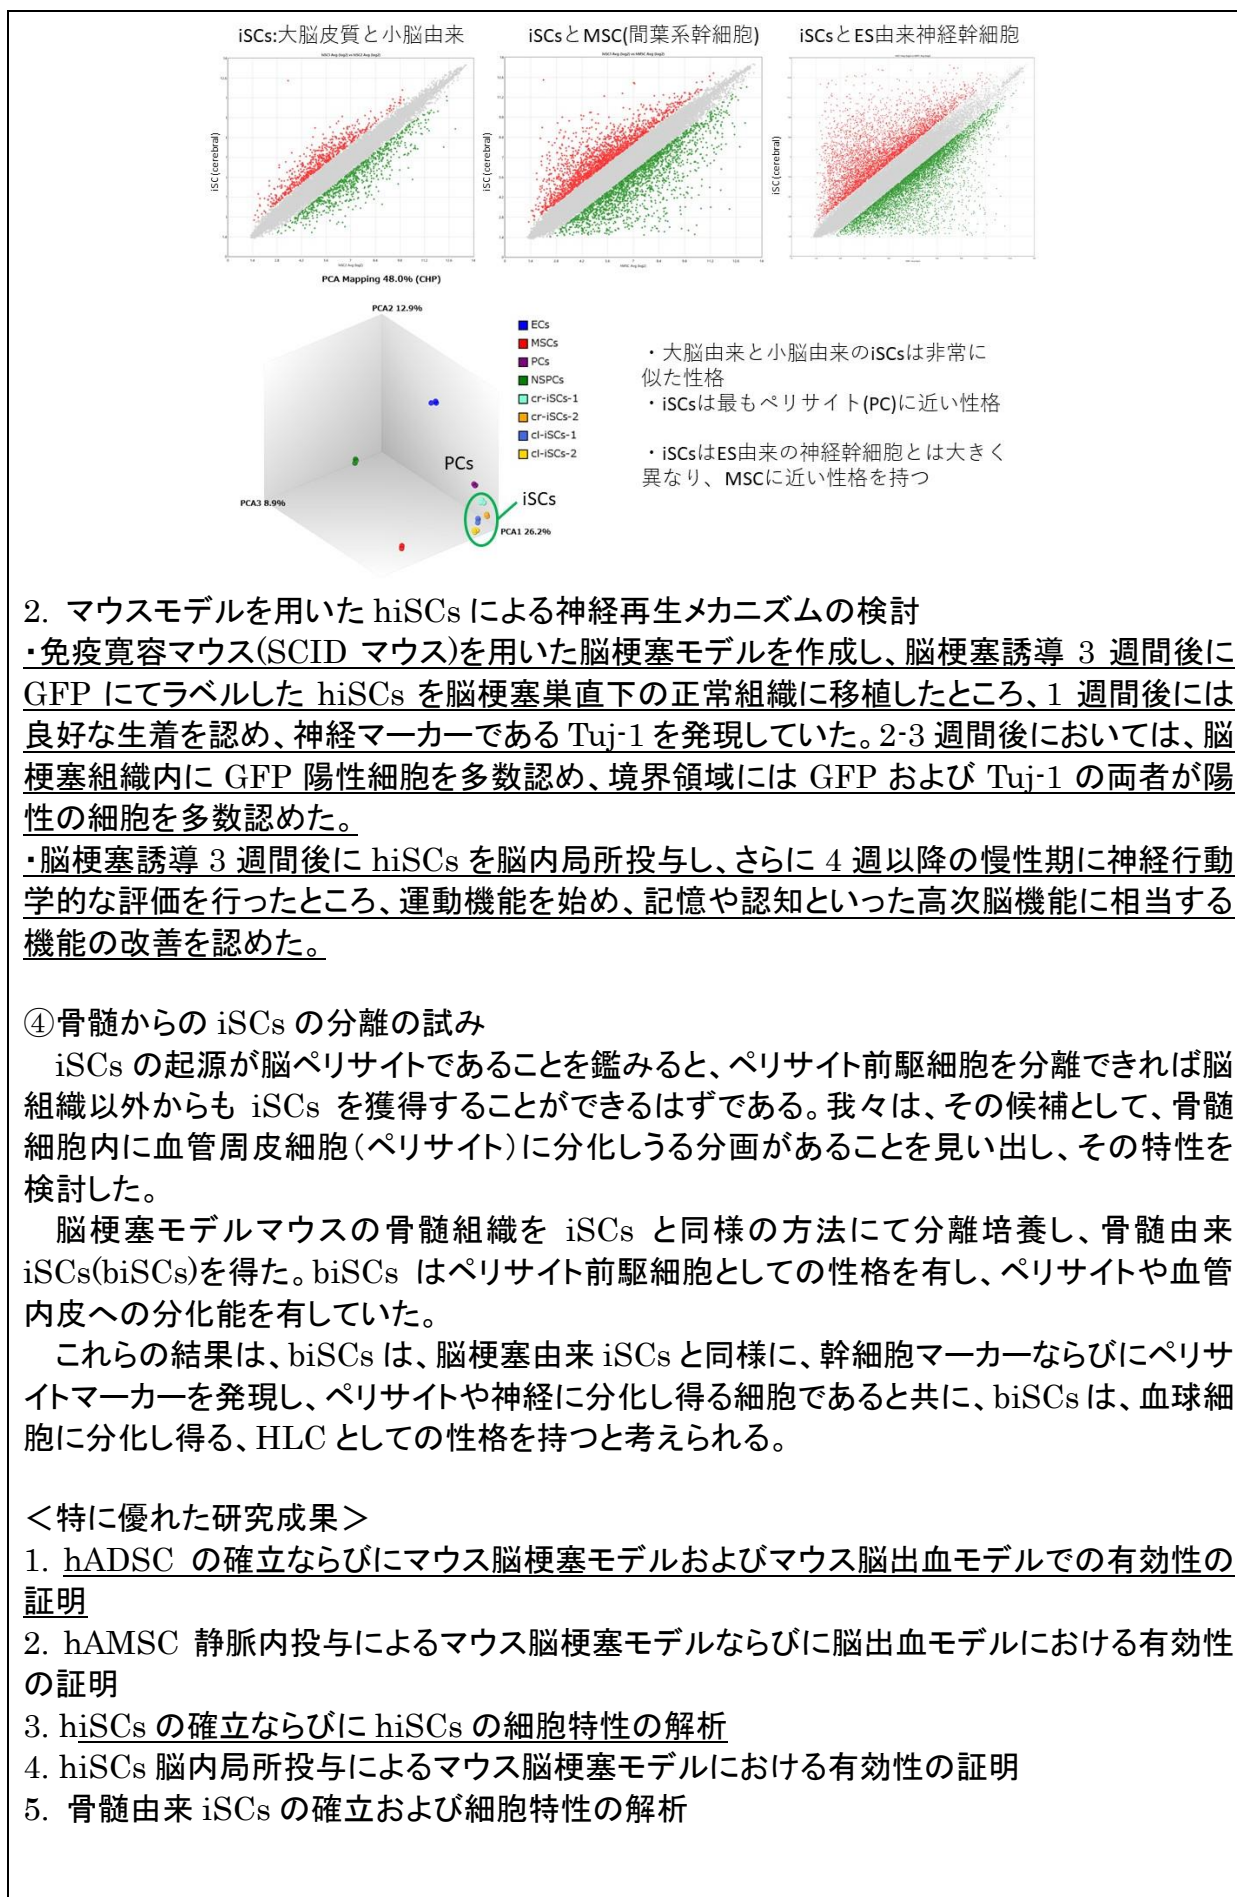 iSCs:大脳皮質と小脳由来
iSCsとMSC(間葉系幹細胞)
iSCsとES由来神経幹細胞
iSC(cerebral)
iSC(cerebral)
iSC(cerebral)
PCA Mapping 48.0% (CHP)
PCA2 12.9%
PCA3 8.9%
PCA1 26.2%
PCs
iSCs
ECs
MSCs
PCs
NSPCs
cr-iSCs-1
cr-iSCs-2
cl-iSCs-1
cl-iSCs-2
・大脳由来と小脳由来のiSCsは非常に
似た性格
・iSCsは最もペリサイト(PC)に近い性格
・iSCsはES由来の神経幹細胞とは大きく
異なり、MSCに近い性格を持つ
2. マウスモデルを用いた hiSCs による神経再生メカニズムの検討
・免疫寛容マウス(SCID マウス)を用いた脳梗塞モデルを作成し、脳梗塞誘導 3 週間後に
GFP にてラベルした hiSCs を脳梗塞巣直下の正常組織に移植したところ、1 週間後には
良好な生着を認め、神経マーカーである Tuj-1 を発現していた。2-3 週間後においては、脳
梗塞組織内に GFP 陽性細胞を多数認め、境界領域には GFP および Tuj-1 の両者が陽
性の細胞を多数認めた。
・脳梗塞誘導 3 週間後に hiSCs を脳内局所投与し、さらに 4 週以降の慢性期に神経行動
学的な評価を行ったところ、運動機能を始め、記憶や認知といった高次脳機能に相当する
機能の改善を認めた。
④骨髄からの iSCs の分離の試み
iSCs の起源が脳ペリサイトであることを鑑みると、ペリサイト前駆細胞を分離できれば脳
組織以外からも iSCs を獲得することができるはずである。我々は、その候補として、骨髄
細胞内に血管周皮細胞(ペリサイト)に分化しうる分画があることを見い出し、その特性を
検討した。
脳梗塞モデルマウスの骨髄組織を iSCs と同様の方法にて分離培養し、骨髄由来
iSCs(biSCs)を得た。biSCs はペリサイト前駆細胞としての性格を有し、ペリサイトや血管
内皮への分化能を有していた。
これらの結果は、biSCs は、脳梗塞由来 iSCs と同様に、幹細胞マーカーならびにペリサ
イトマーカーを発現し、ペリサイトや神経に分化し得る細胞であると共に、biSCs は、血球細
胞に分化し得る、HLC としての性格を持つと考えられる。
＜特に優れた研究成果＞
1. hADSC の確立ならびにマウス脳梗塞モデルおよびマウス脳出血モデルでの有効性の
証明
2. hAMSC 静脈内投与によるマウス脳梗塞モデルならびに脳出血モデルにおける有効性
の証明
3. hiSCs の確立ならびに hiSCs の細胞特性の解析
4. hiSCs 脳内局所投与によるマウス脳梗塞モデルにおける有効性の証明
5. 骨髄由来 iSCs の確立および細胞特性の解析